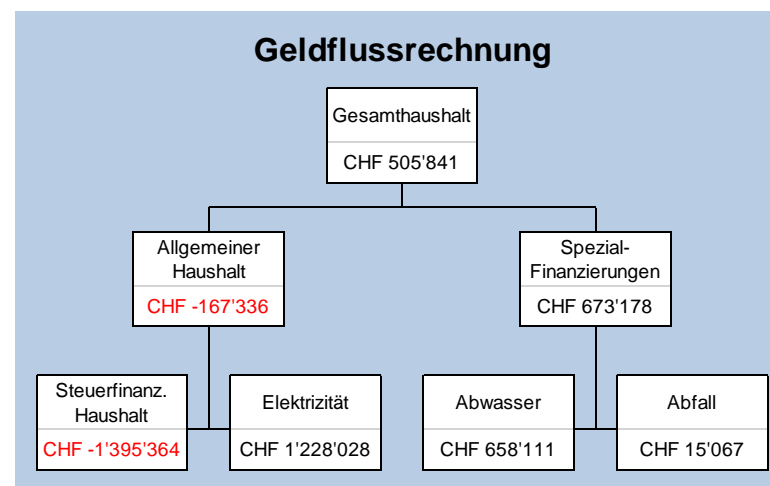 Geldflussrechnung
Gesamthaushalt
CHF 505'841
Allgemeiner
Haushalt
CHF -167'336
Spezial-
Finanzierungen
CHF 673'178
Steuerfinanz.
Haushalt
CHF -1'395'364
Elektrizität
CHF 1'228'028
Abwasser
CHF 658'111
Abfall
CHF 15'067